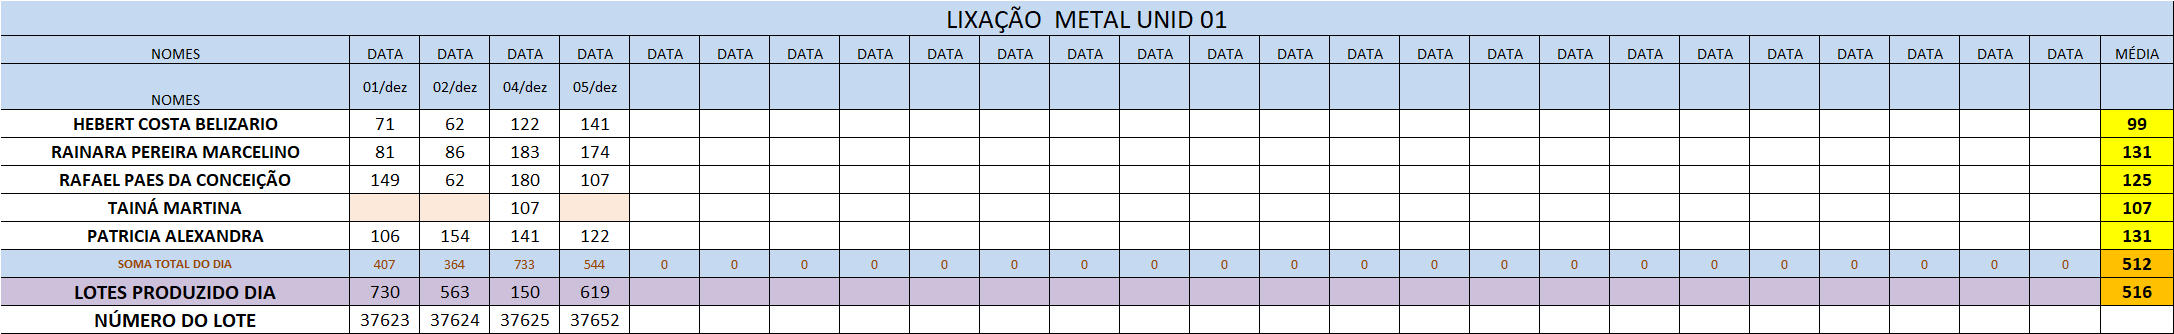 LIXAÇÃO  METAL UNID 01
NOMES DATA DATA DATA DATA DATA DATA DATA DATA DATA DATA DATA DATA DATA DATA DATA DATA DATA DATA DATA DATA DATA DATA DATA DATA DATA MÉDIA
NOMES 01/dez 02/dez 04/dez 05/dez
HEBERT COSTA BELIZARIO 71 62 122 141 99
RAINARA PEREIRA MARCELINO 81 86 183 174 131
RAFAEL PAES DA CONCEIÇÃO 149 62 180 107 125
TAINÁ MARTINA 107 107
PATRICIA ALEXANDRA 106 154 141 122 131
SOMA TOTAL DO DIA 407 364 733 544 0 0 0 0 0 0 0 0 0 0 0 0 0 0 0 0 0 0 0 0 0 512
LOTES PRODUZIDO DIA 730 563 150 619 516
NÚMERO DO LOTE 37623 37624 37625 37652